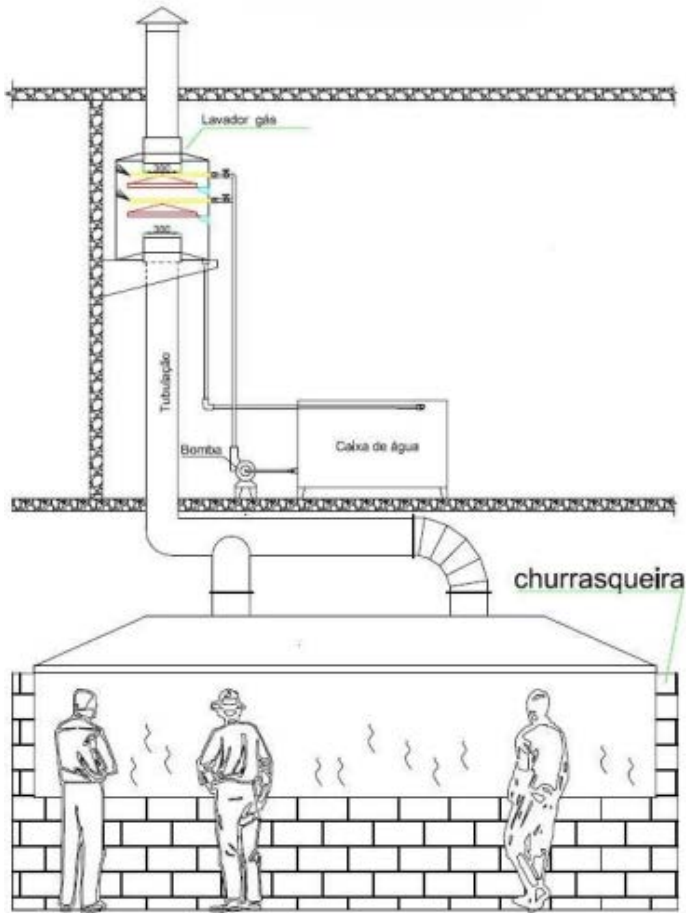 Lavador gás
300
300
Tubulação
Bomba
Caixa de água
churrasqueira